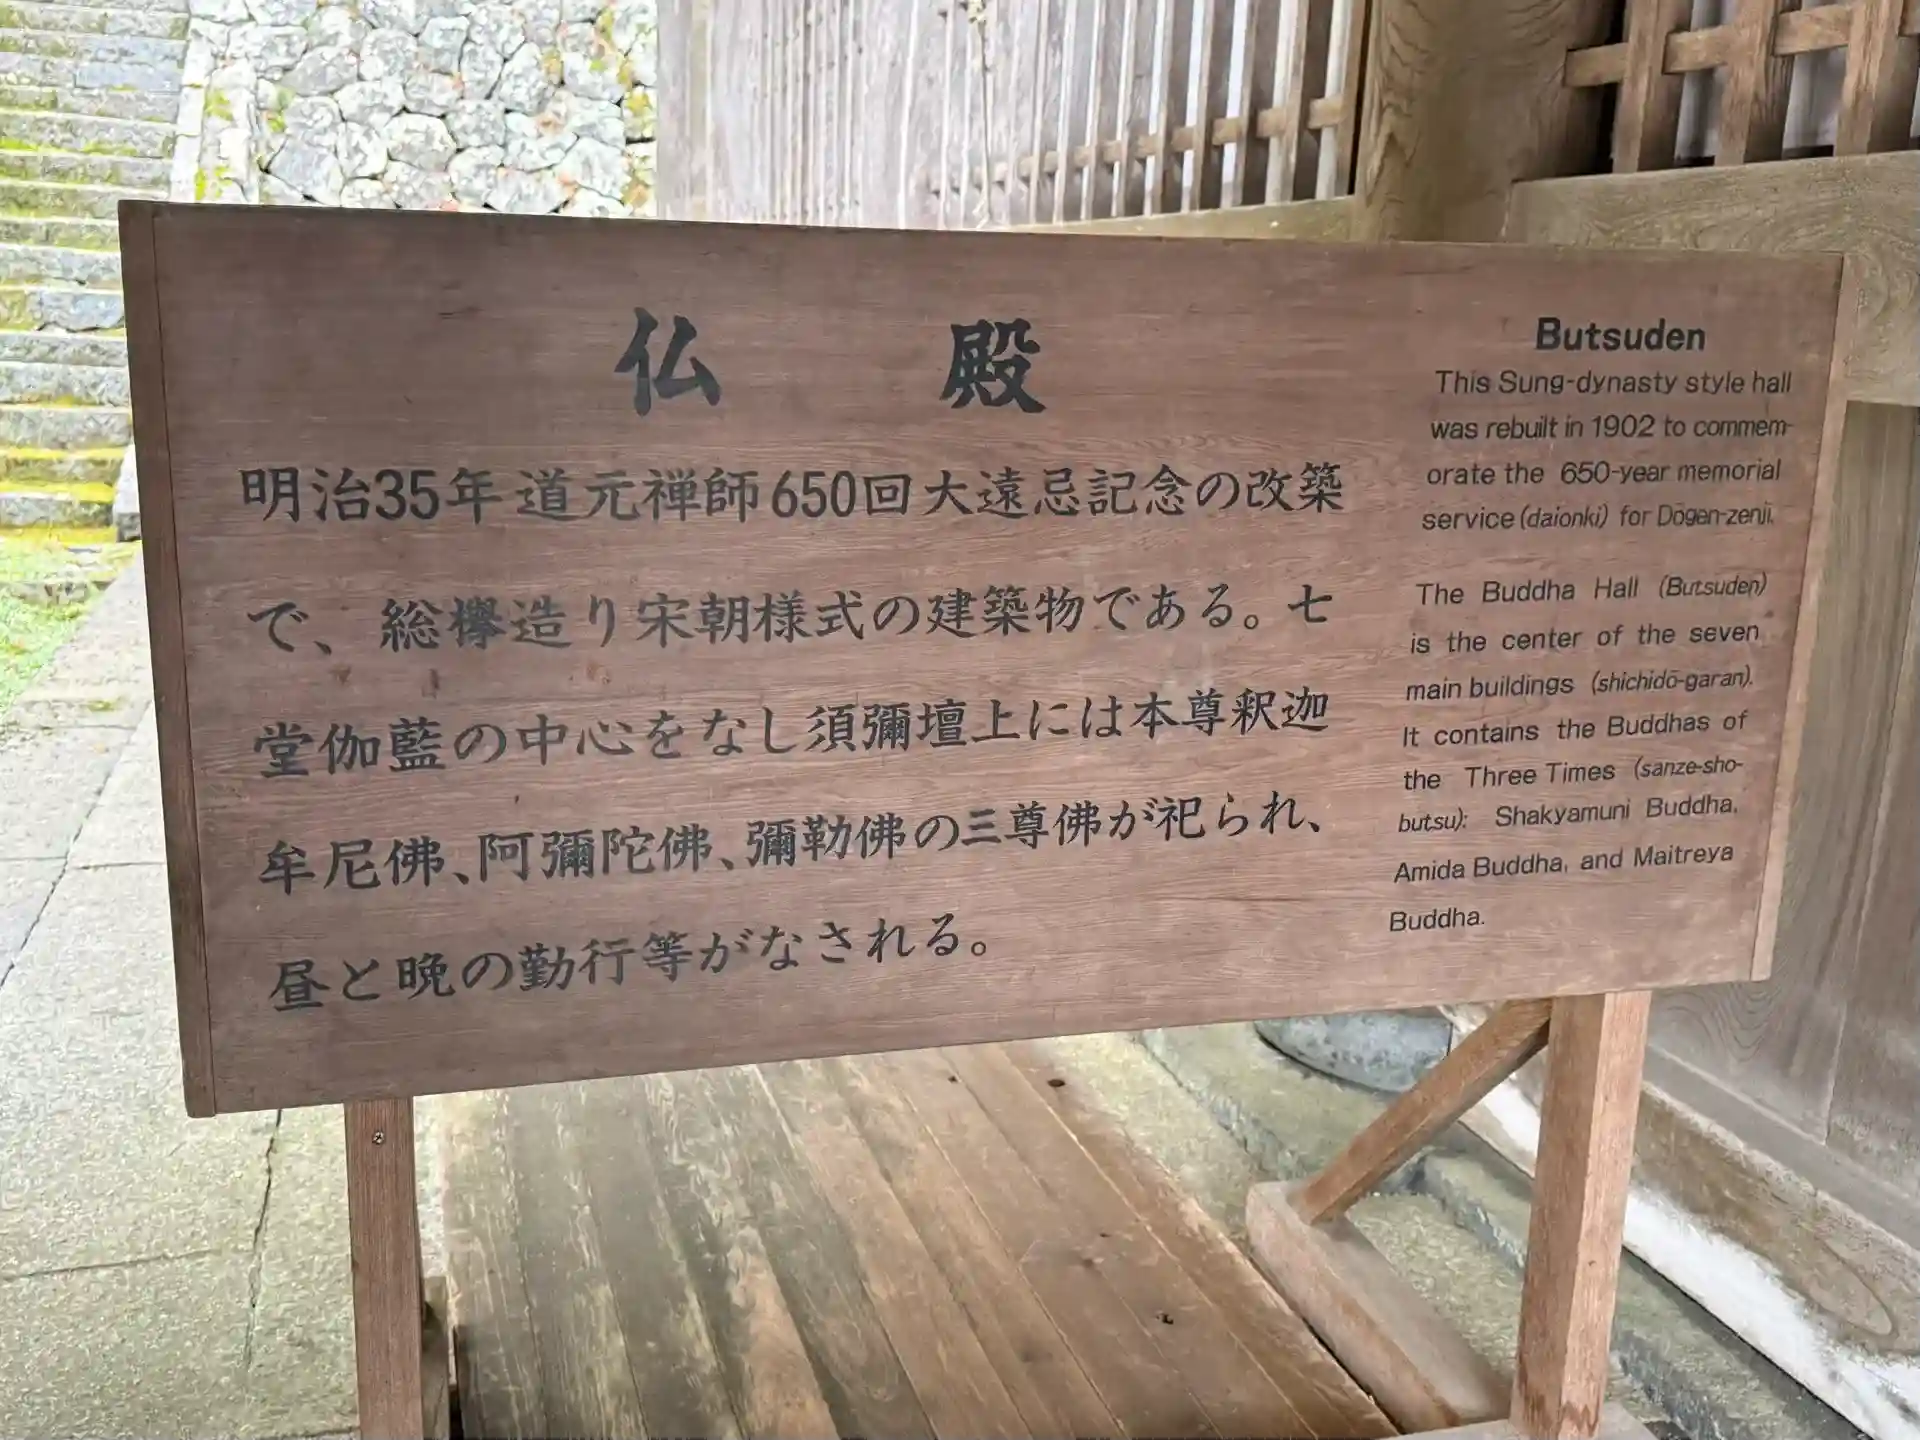 仏殿
明治35年 道元禅師650回大遠忌記念の改築
で、総欅造り宋朝様式の建築物である。七
堂伽藍の中心をなし須彌壇上には本尊釈迦
牟尼佛、阿彌陀佛、彌勒佛の三尊佛が祀られ、
昼と晩の勤行等がなされる。
Butsuden
This Sung-dynasty style hall
was rebuilt in 1902 to commem-
orate the 650-year memorial
service (daionki) for Dōgen-zenji.
The Buddha Hall (Butsuden)
is the center of the seven
main buildings (shichidō-garan).
It contains the Buddhas of
the Three Times (sanze-sho-
butsu): Shakyamuni Buddha,
Amida Buddha, and Maitreya
Buddha.